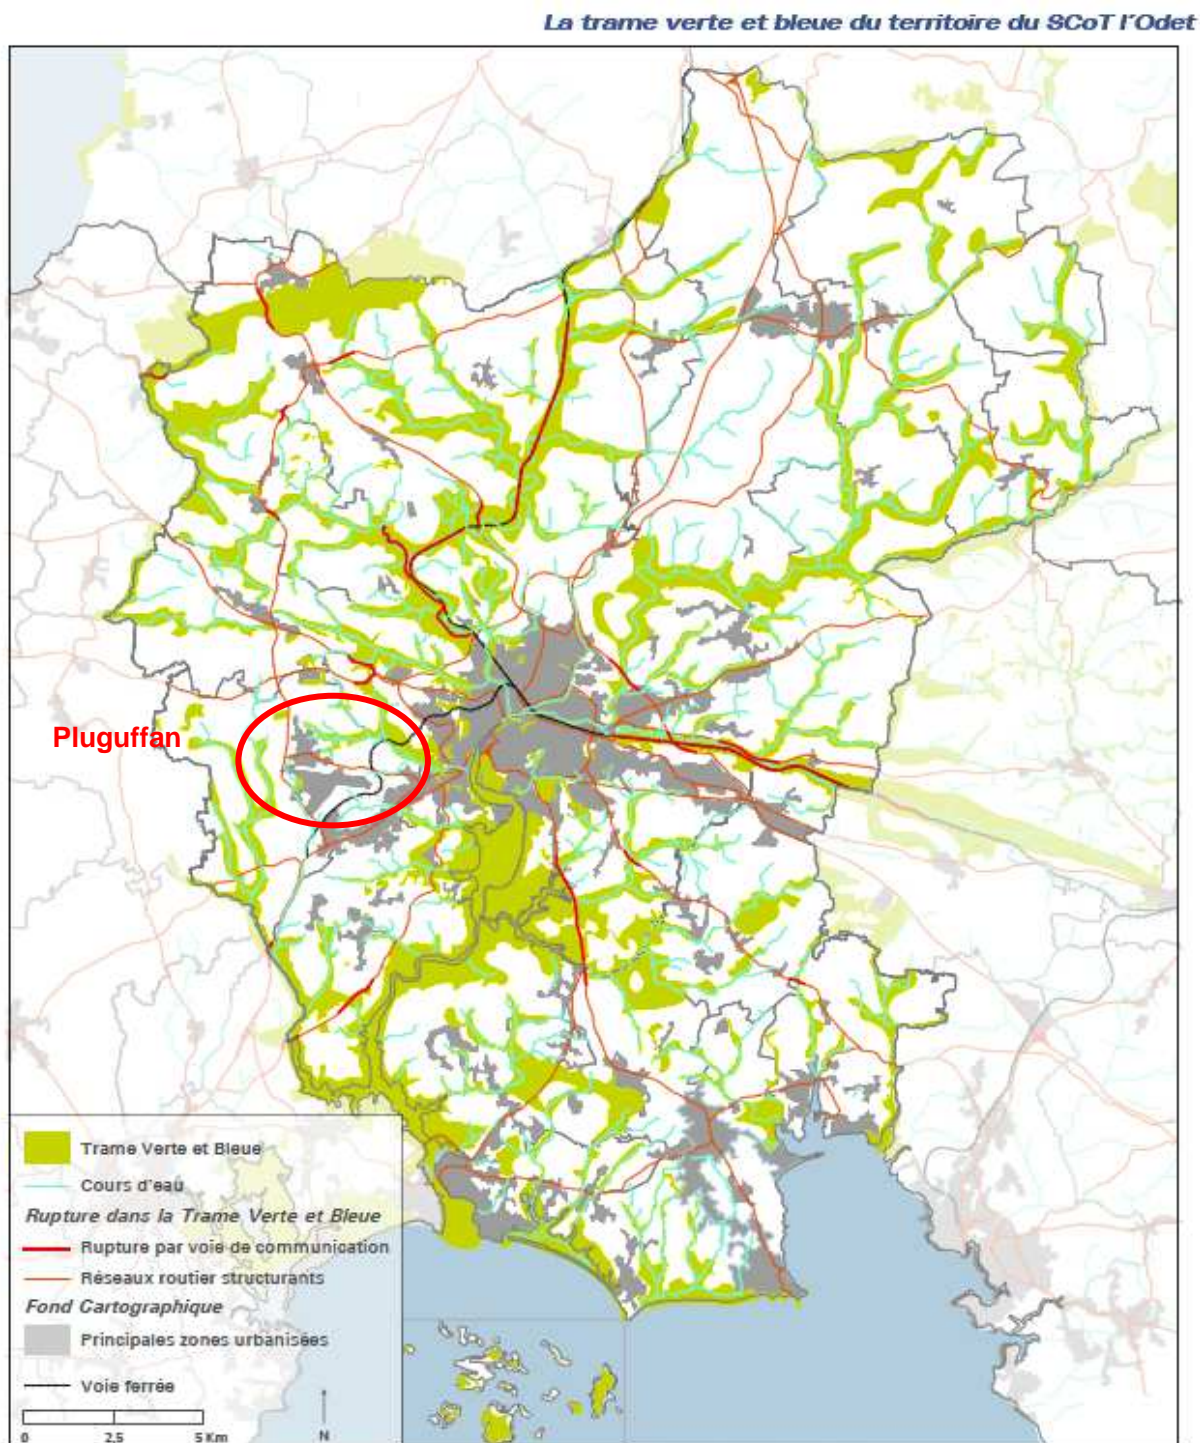 La trame verte et bleue du territoire du SCoT l'Odet
Pluguffan
Trame Verte et Bleue
Cours d'eau
Rupture dans la Trame Verte et Bleue
Rupture par voie de communication
Réseaux routier structurants
Fond Cartographique
Principales zones urbanisées
Voie ferrée
0 2,5 5 Km
N